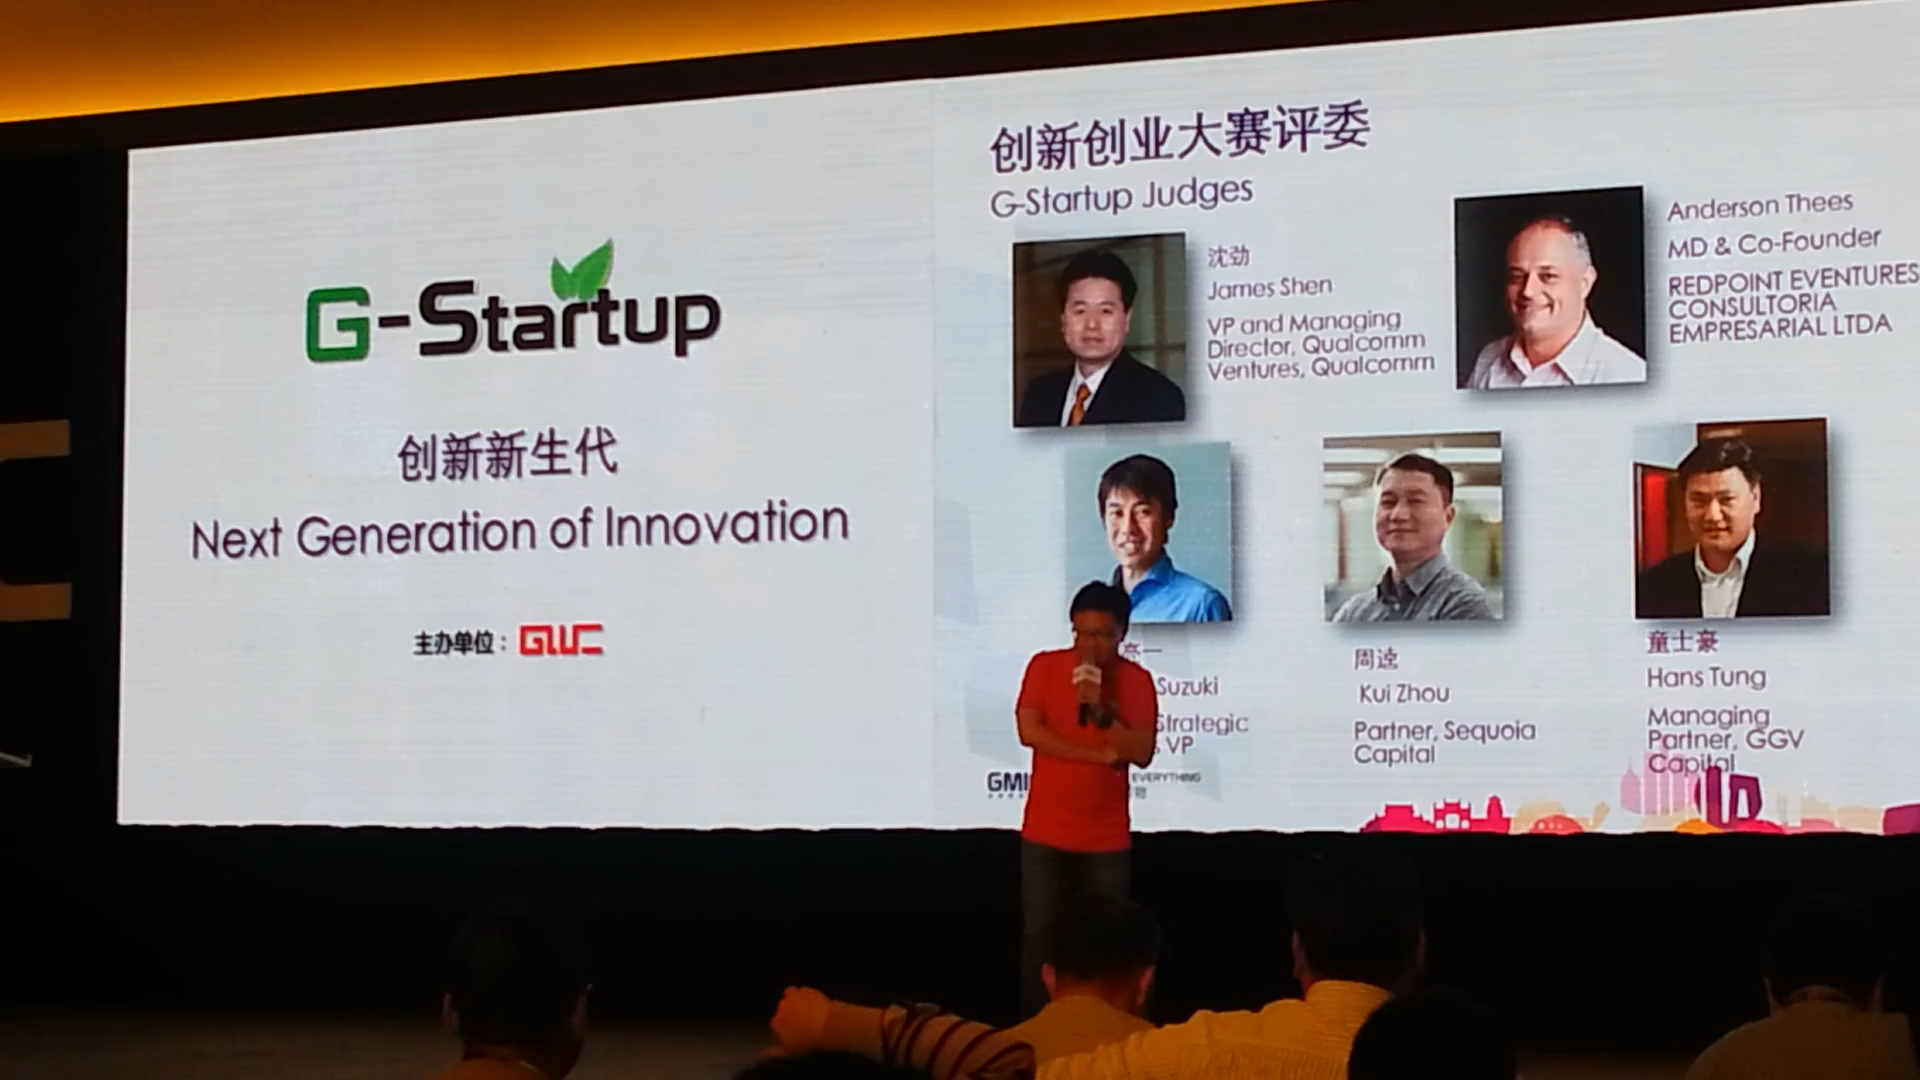 G-Startup
创新新生代
Next Generation of Innovation
主办单位：GWC
创新创业大赛评委
G-Startup Judges
沈劲
James Shen
VP and Managing
Director, Qualcomm
Ventures, Qualcomm
Anderson Thees
MD & Co-Founder
REDPOINT EVENTURES
CONSULTORIA
EMPRESARIAL LTDA
亮一
Suzuki
Strategic
VP
周逵
Kui Zhou
Partner, Sequoia
Capital
童士豪
Hans Tung
Managing
Partner, GGV
Capital
GMI
EVERYTHING